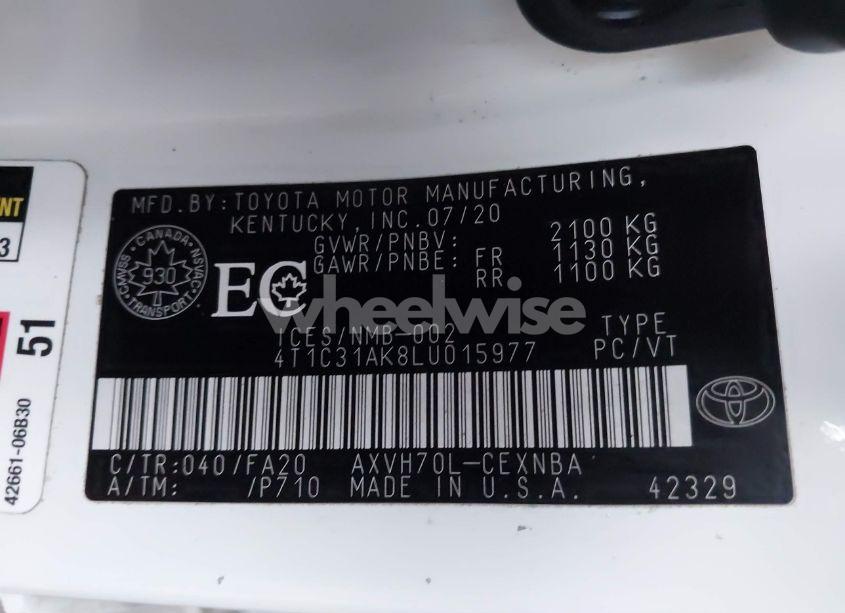 MFD.BY:TOYOTA MOTOR MANUFACTURING,
KENTUCKY, INC.07/20
GVWR/PNBV: 2100 KG
GAWR/PNBE: FR 1130 KG
RR 1100 KG
CANADA
930
CMVSS NSVAC
TRANSPORT
EC
wheelwise
ICES/NMB-002
4T1C31AK8LU015977
TYPE
PC/VT
C/TR:040/FA20 AXVH70L-CEXNBA
A/TM: /P710 MADE IN U.S.A. 42329
NT
3
51
42661-06B30